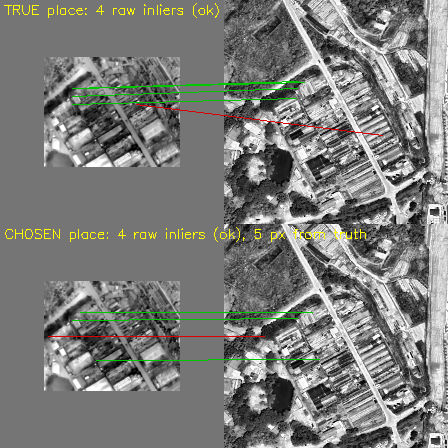 TRUE place: 4 raw inliers (ok)
CHOSEN place: 4 raw inliers (ok), 5 px from truth